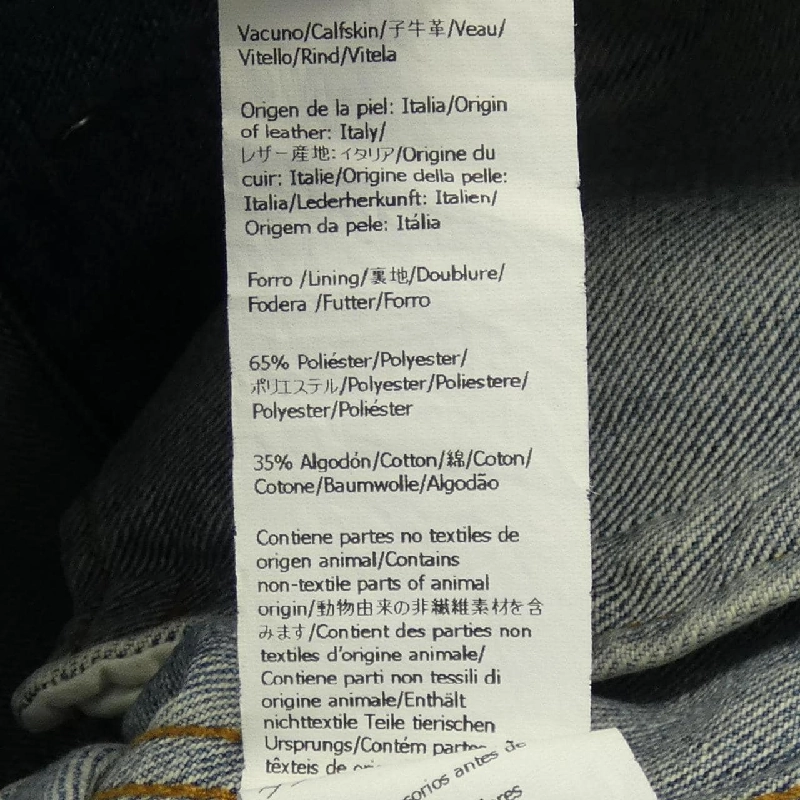 Vacuno/Calfskin/子牛革/Veau/
Vitello/Rind/Vitela
Origen de la piel: Italia/Origin
of leather: Italy/
レザー産地:イタリア/Origine du
cuir: Italie/Origine della pelle:
Italia/Lederherkunft: Italien/
Origem da pele: Itália
Forro /Lining/裏地/Doublure/
Fodera /Futter/Forro
65% Poliéster/Polyester/
ポリエステル/Polyester/Poliestere/
Polyester/Poliéster
35% Algodón/Cotton/綿/Coton/
Cotone/Baumwolle/Algodão
Contiene partes no textiles de
origen animal/Contains
non-textile parts of animal
origin/動物由来の非繊維素材を含
みます/Contient des parties non
textiles d'origine animale/
Contiene parti non tessili di
origine animale/Enthält
nichttextile Teile tierischen
Ursprungs/Contém
têxteis de
antes de